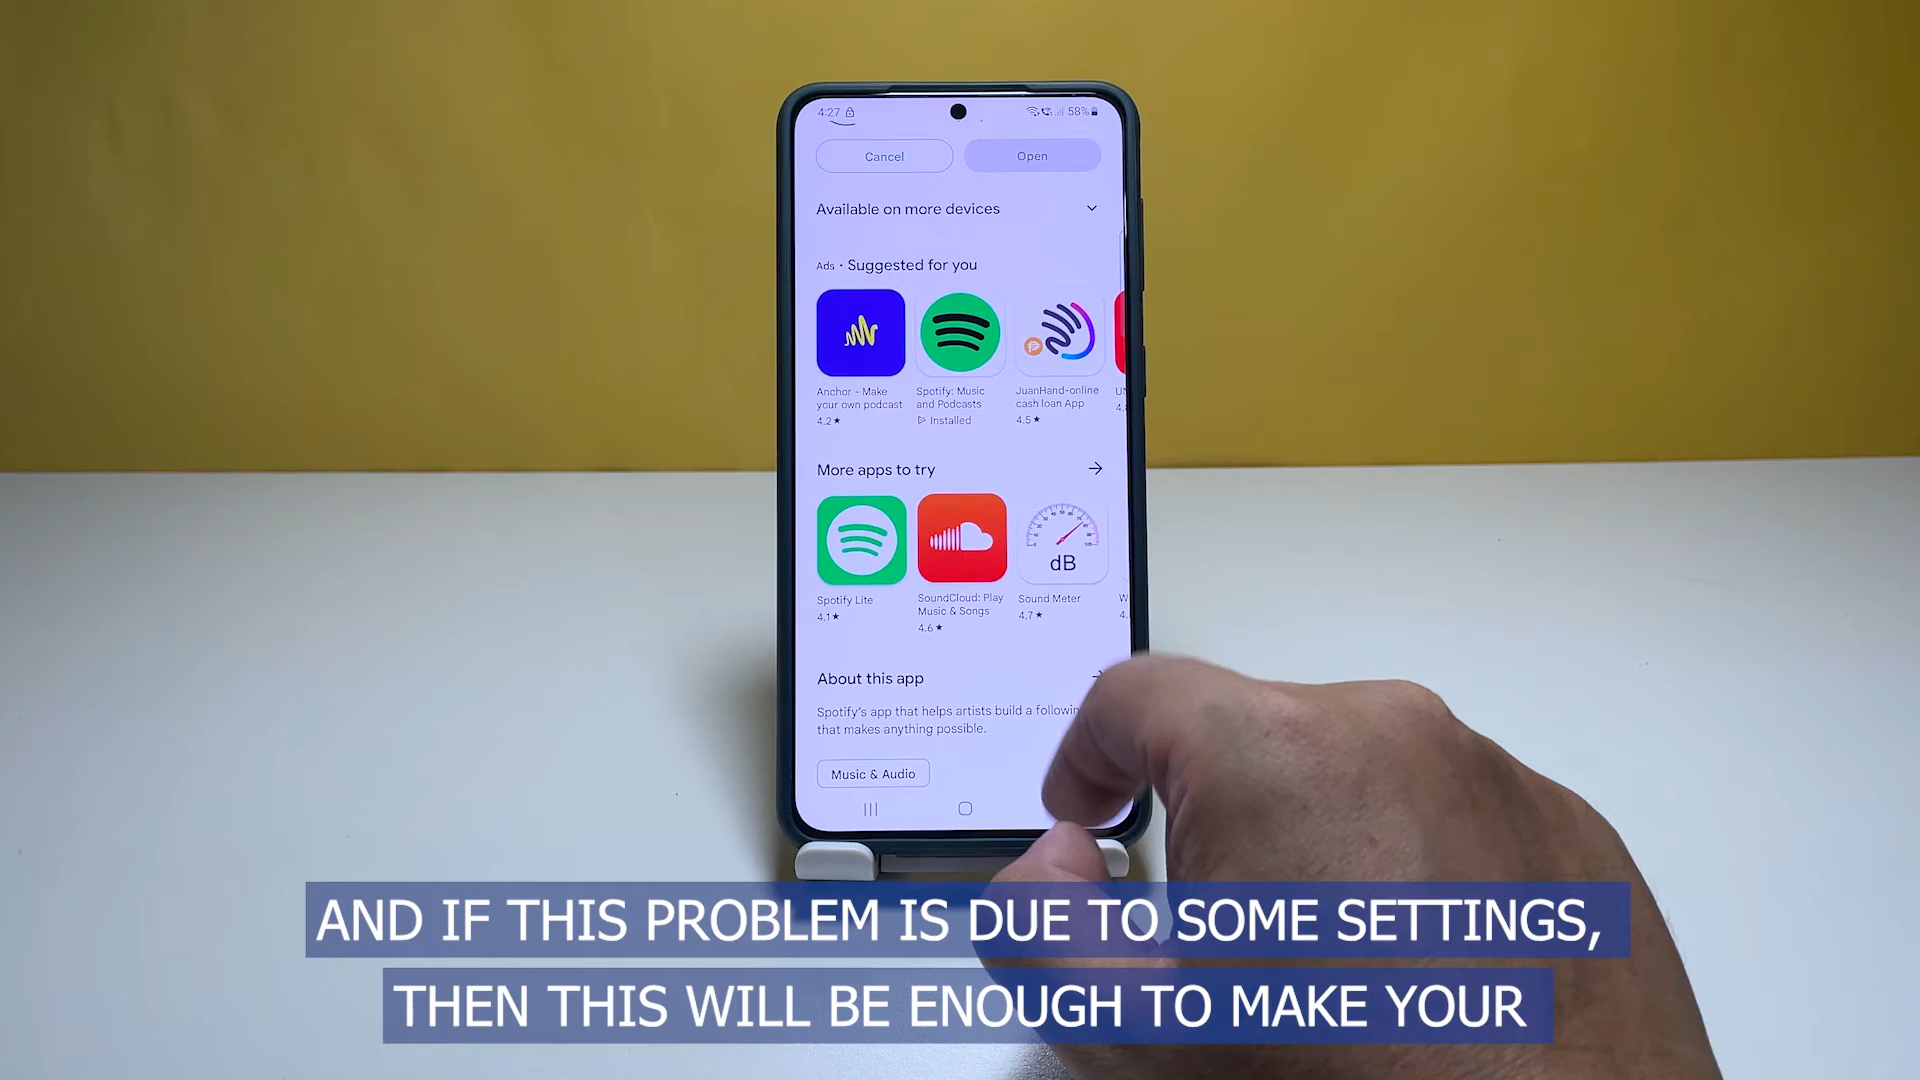 4:27
58%
Cancel
Open
Available on more devices
Ads • Suggested for you
Anchor - Make
your own podcast
4.2★
Spotify: Music
and Podcasts
Installed
JuanHand-online
cash loan App
4.5★
More apps to try
dB
Spotify Lite
4.1★
SoundCloud: Play
Music & Songs
4.6★
Sound Meter
4.7★
About this app
Spotify's app that helps artists build a
that makes anything possible.
Music & Audio
AND IF THIS PROBLEM IS DUE TO SOME SETTINGS,
THEN THIS WILL BE ENOUGH TO MAKE YOUR